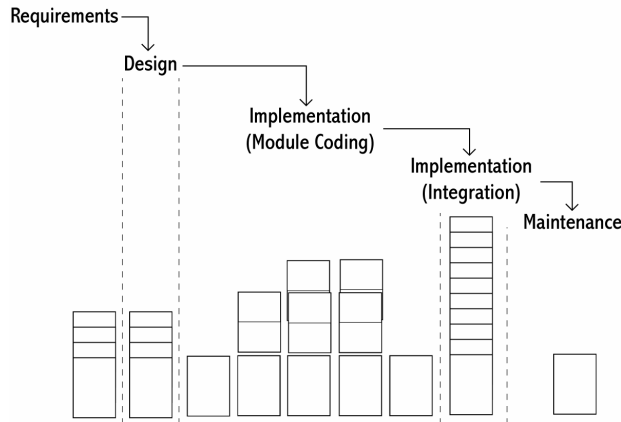 Requirements
Design
Implementation
(Module Coding)
Implementation
(Integration)
Maintenance